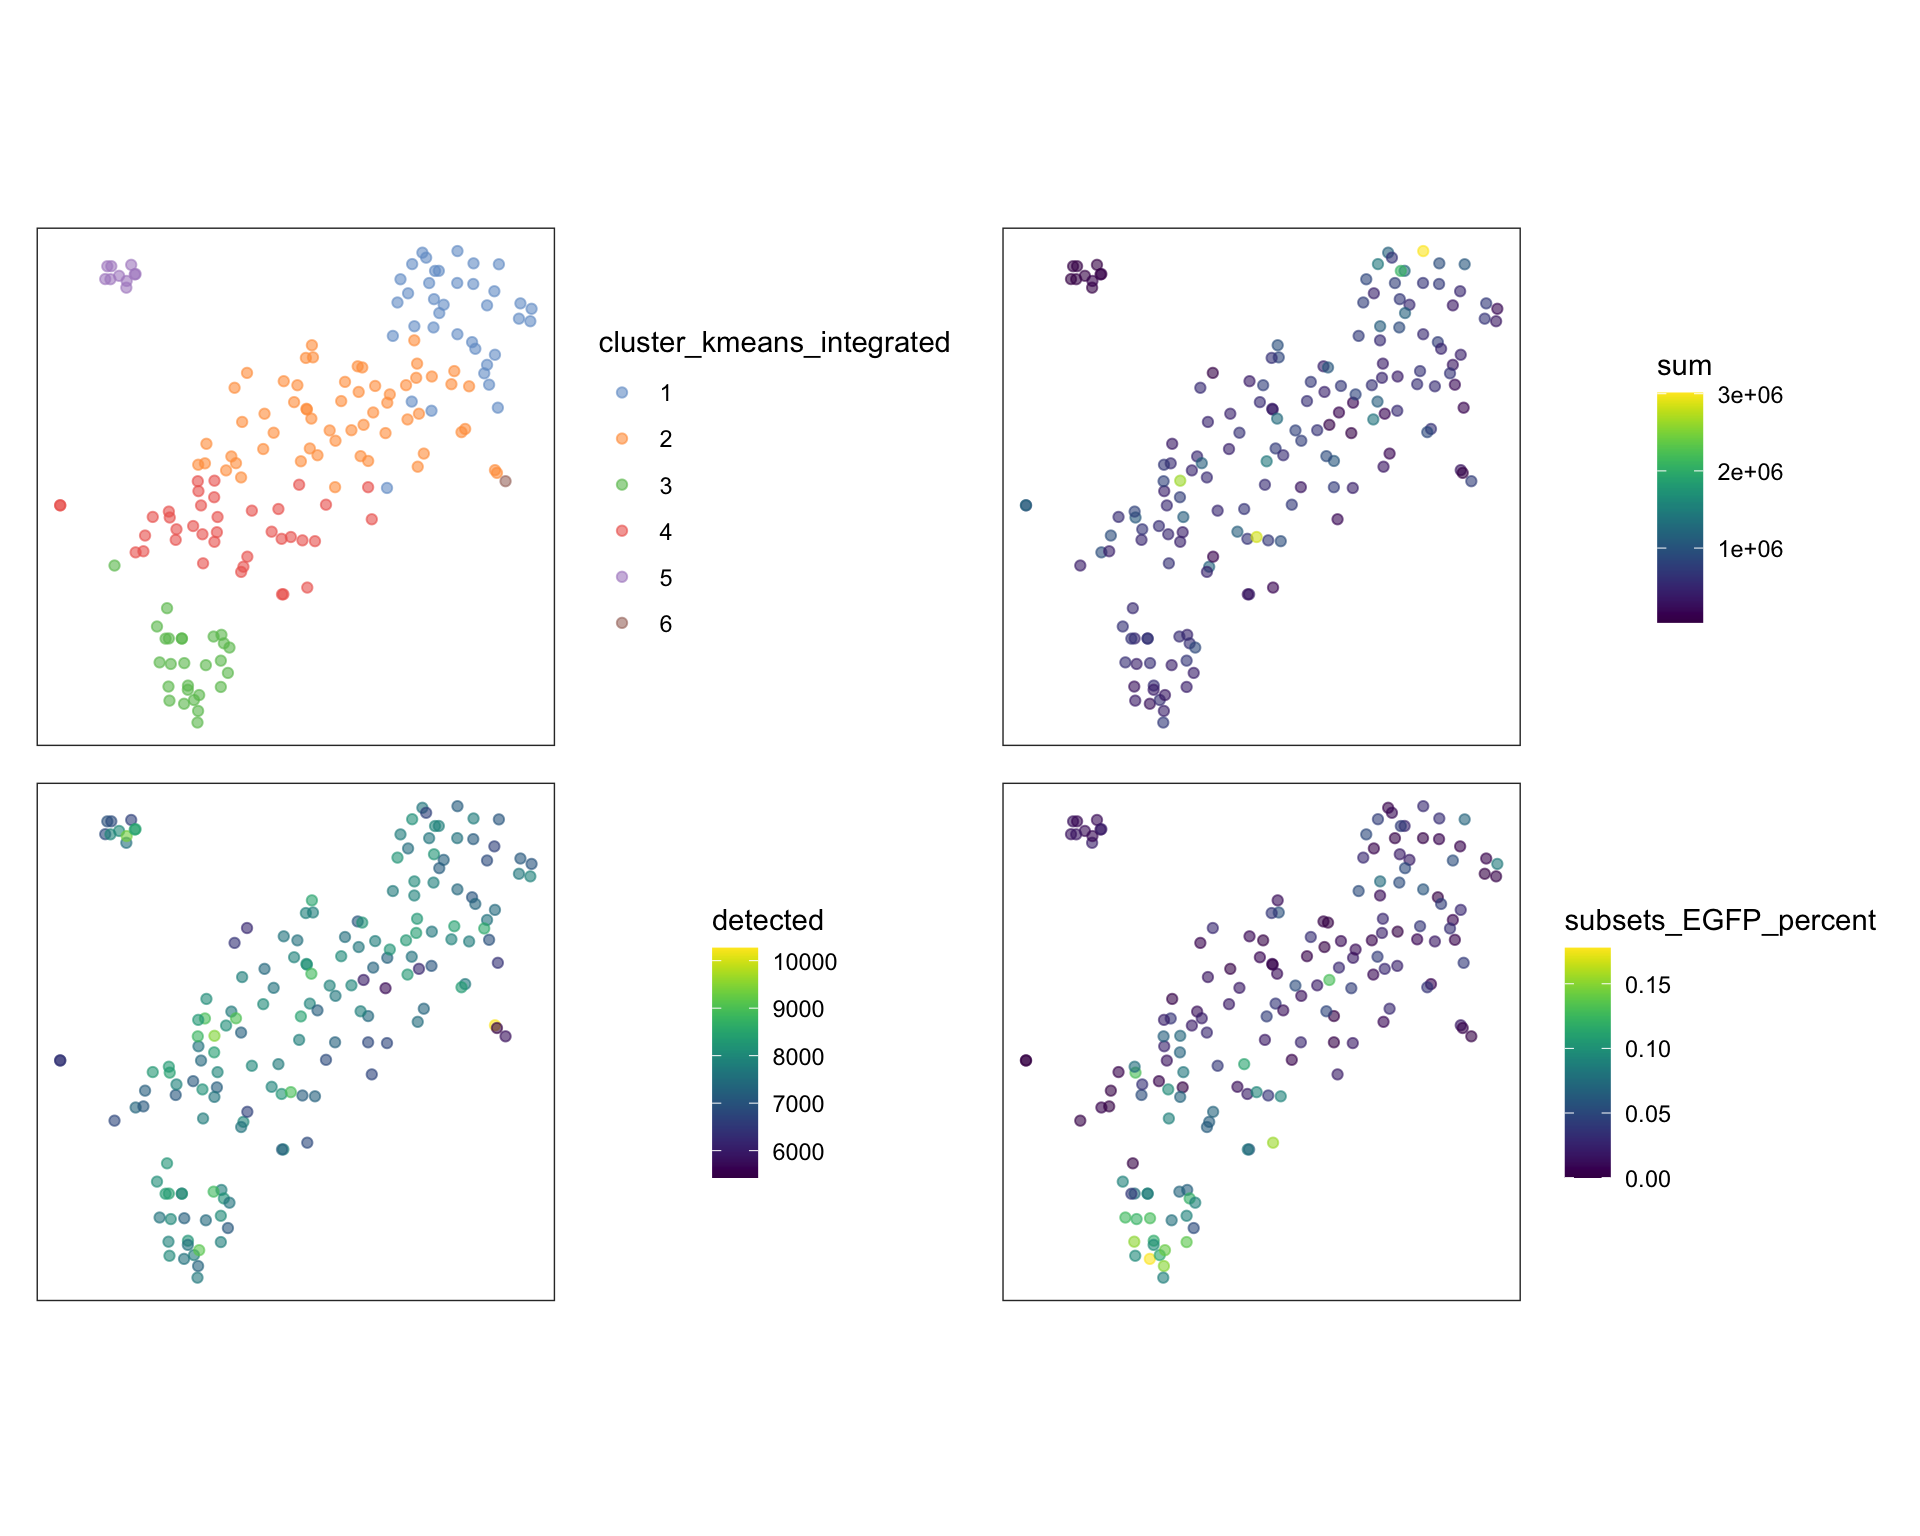 cluster_kmeans_integrated
1
2
3
4
5
6
sum
3e+06
2e+06
1e+06
detected
10000
9000
8000
7000
6000
subsets_EGFP_percent
0.15
0.10
0.05
0.00